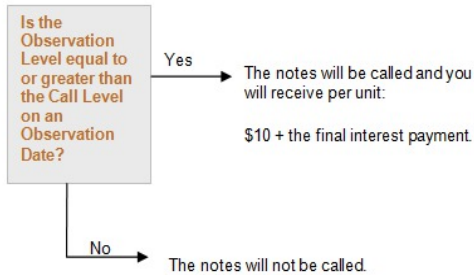 Is the
Observation
Level equal to
or greater than
the Call Level
on an
Observation
Date?
Yes
The notes will be called and you
will receive per unit:
$10 + the final interest payment.
No
The notes will not be called.